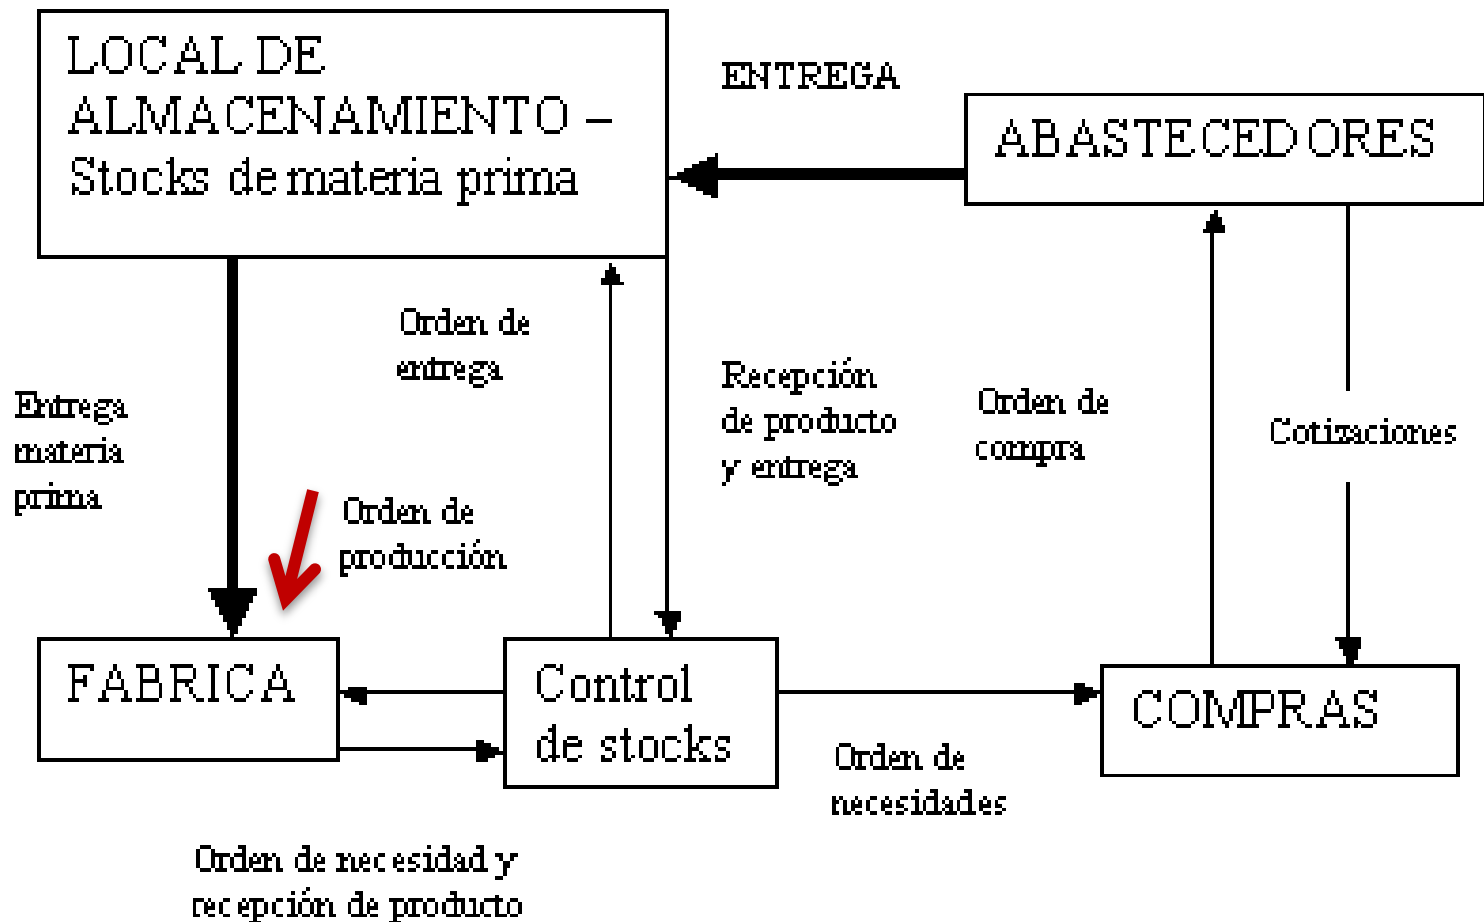 LOCAL DE
ALMACENAMIENTO –
Stocks de materia prima
ENTREGA
ABASTECEDORES
Orden de
entrega
Recepción
de producto
y entrega
Orden de
compra
Cotizaciones
Entrega
materia
prima
Orden de
producción
FABRICA
Control
de stocks
COMPRAS
Orden de
necesidades
Orden de necesidad y
recepción de producto